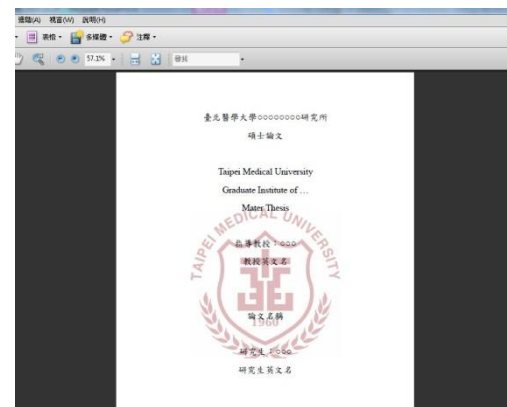 進階(A) 視窗(W) 說明(H)
表格 多媒體 注釋
57.1% 尋找
臺北醫學大學○○○○○○○○研究所
碩士論文
Taipei Medical University
Graduate Institute of …
Mater Thesis
TAIPEI MEDICAL UNIVERSITY
指導教授：○○○
教授英文名
論文名稱
1960
研究生：○○○
研究生英文名